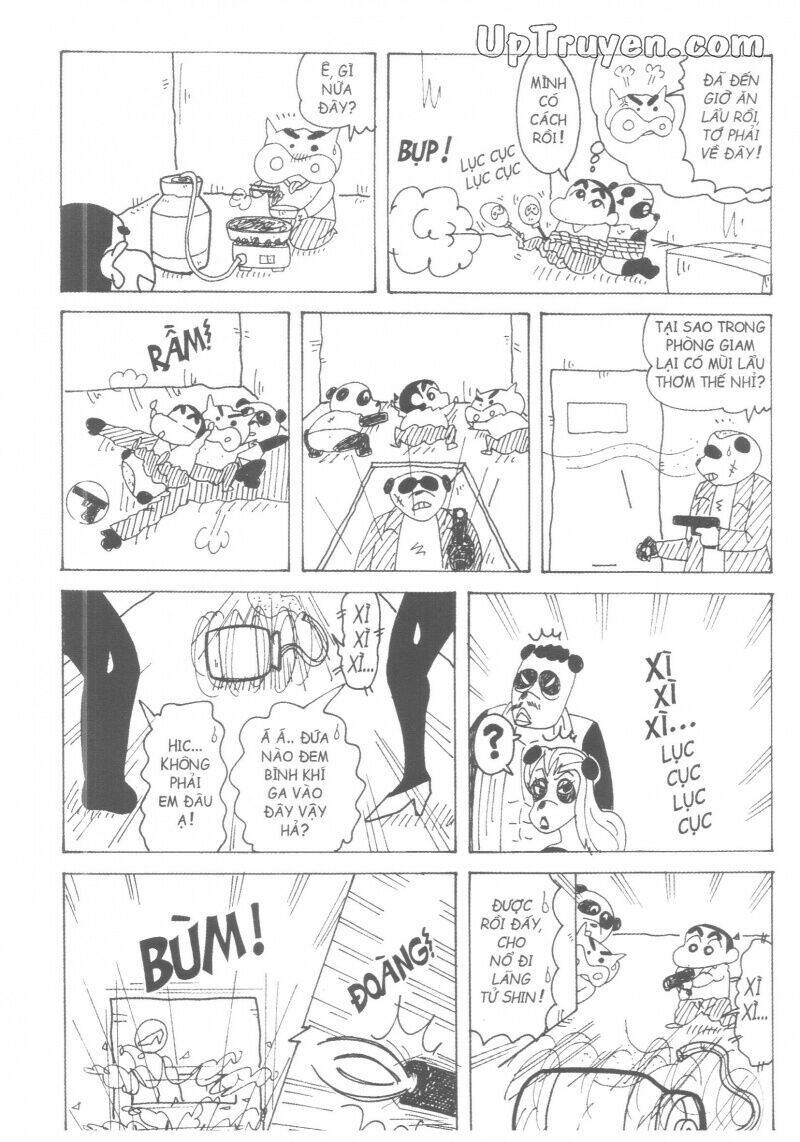 UpTruyen.com
Ê, GÌ
NỮA
ĐÂY?
BỤP!
LỤC CỤC
LỤC CỤC
MÌNH
CÓ
CÁCH
RỒI!
ĐÃ ĐẾN
GIỜ ĂN
LẨU RỒI,
TỚ PHẢI
VỀ ĐÂY!
RẦM!
TẠI SAO TRONG
PHÒNG GIAM
LẠI CÓ MÙI LẨU
THƠM THẾ NHỈ?
XÌ
XÌ
XÌ...
HIC...
KHÔNG
PHẢI
EM ĐÂU
Ạ!
Ã Á.. ĐỨA
NÀO ĐEM
BÌNH KHÍ
GA VÀO
ĐÂY VẬY
HẢ?
?
XÌ
XÌ
XÌ...
LỤC
CỤC
LỤC
CỤC
BÙM!
ĐOÀNG!
ĐƯỢC
RỒI ĐẤY,
CHO
NỔ ĐI
LÃNG
TỬ SHIN!
XÌ
XÌ...